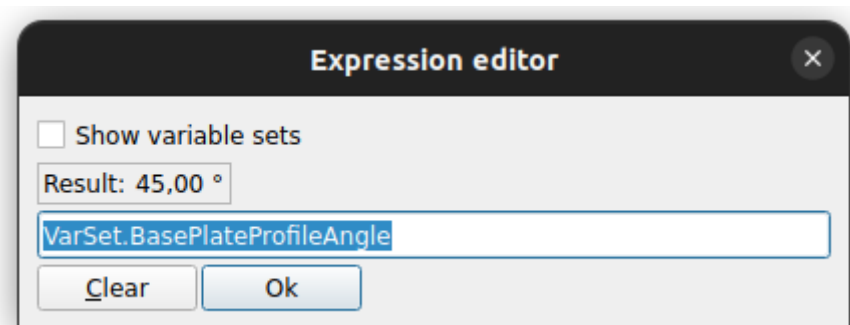 Expression editor
Show variable sets
Result: 45,00 °
VarSet.BasePlateProfileAngle
Clear Ok